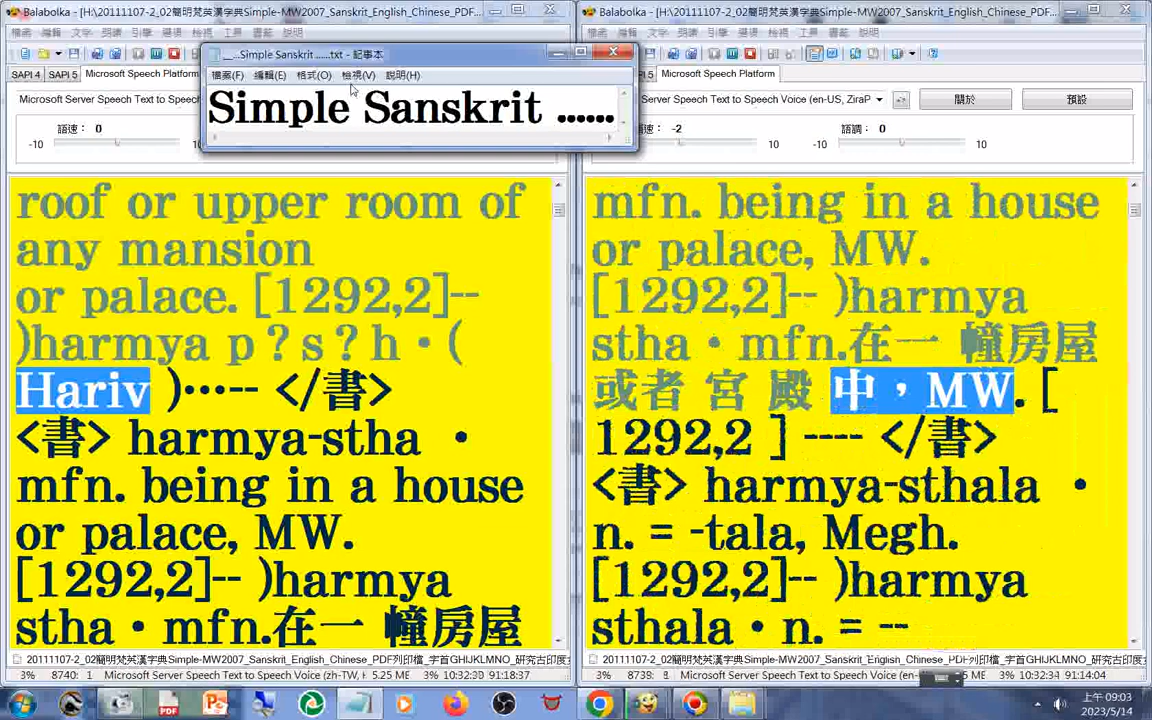 Balabolka - [H:\20111107-2_02簡明梵英漢字典Simple-MW2007_Sanskrit_English_Chinese_PDF...
Balabolka - [H:\20111107-2_02簡明梵英漢字典Simple-MW2007_Sanskrit_English_Chinese_PDF...
__...Simple Sanskrit ......txt - 記事本
檔案(F) 編輯(E) 格式(O) 檢視(V) 說明(H)
Simple Sanskrit ......
SAPI 4 SAPI 5 Microsoft Speech Platform
Microsoft Speech Platform
Microsoft Server Speech Text to Speech
Server Speech Text to Speech Voice (en-US, ZiraP
關於 預設
語速： 0
-10
語速： -2 語調： 0
10 -10 10
roof or upper room of
any mansion
or palace. [1292,2]--
)harmya p？s？h・(
Hariv )…-- </書>
<書> harmya-stha ・
mfn. being in a house
or palace, MW.
[1292,2]-- )harmya
stha・mfn.在一 幢房屋
mfn. being in a house
or palace, MW.
[1292,2]-- )harmya
stha・mfn.在一 幢房屋
或者 宮 殿 中，MW. [
1292,2 ] ---- </書>
<書> harmya-sthala ・
n. = -tala, Megh.
[1292,2]-- )harmya
sthala・n. = --
20111107-2_02簡明梵英漢字典Simple-MW2007_Sanskrit_English_Chinese_PDF列印檔_字首GHIJKLMNO_研究古印度
20111107-2_02簡明梵英漢字典Simple-MW2007_Sanskrit_English_Chinese_PDF列印檔_字首GHIJKLMNO_研究古印度
3% 8740: 1 Microsoft Server Speech Text to Speech Voice (zh-TW, H 5.25 ME 3% 10:32:30 91:18:37
3% 8739: Microsoft Server Speech Text to Speech Voice (en-US, Z 5.25 ME 3% 10:32:34 91:14:04
上午 09:03
2023/5/14